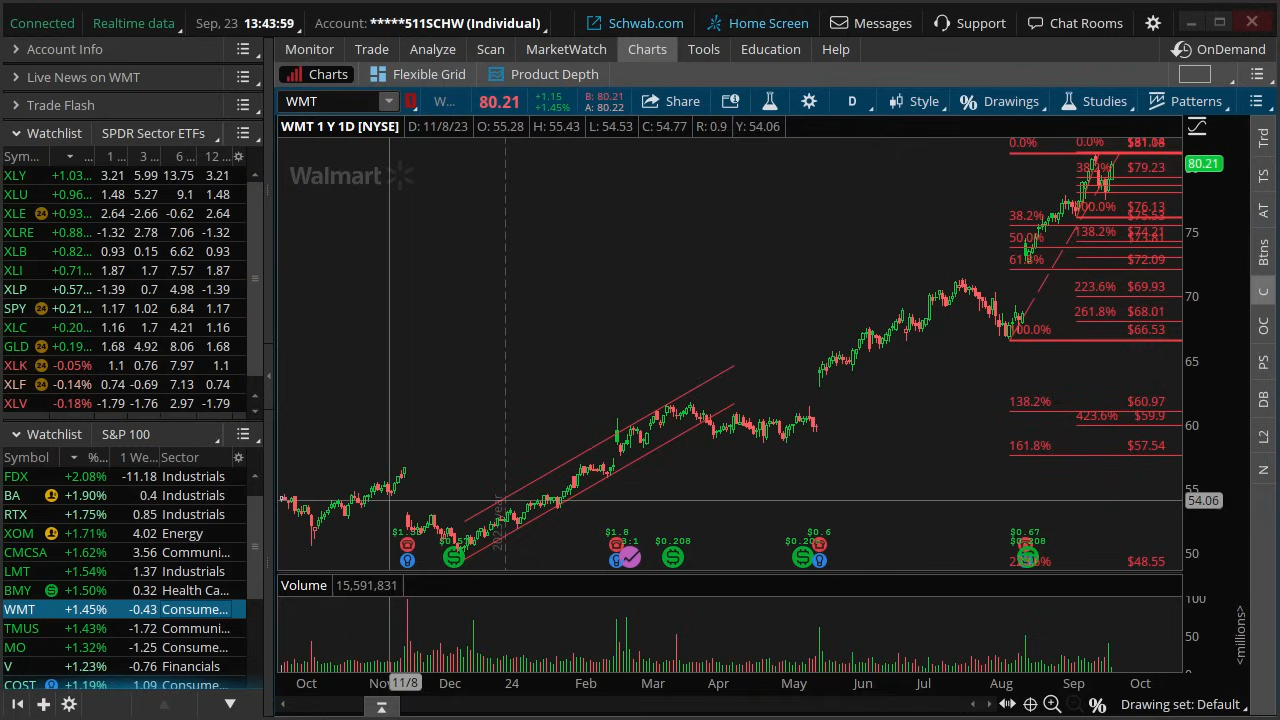 Connected Realtime data Sep, 23 13:43:59 Account: *****511SCHW (Individual) Schwab.com Home Screen Messages Support Chat Rooms
Account Info
Live News on WMT
Trade Flash
Watchlist SPDR Sector ETFs
Sym... ... 1 ... 3 ... 6 ... 12 ...
XLY +1.03... 3.21 5.99 13.75 3.21
XLU +0.96... 1.48 5.27 9.1 1.48
XLE 24 +0.93... 2.64 -2.66 -0.62 2.64
XLRE +0.88... -1.32 2.78 7.06 -1.32
XLB +0.82... 0.93 0.15 6.62 0.93
XLI +0.71... 1.87 1.7 7.57 1.87
XLP +0.57... -1.39 0.7 4.98 -1.39
SPY 24 +0.21... 1.17 1.02 6.84 1.17
XLC +0.20... 1.16 1.7 4.21 1.16
GLD 24 +0.19... 1.68 4.92 8.06 1.68
XLK 24 -0.05% 1.1 0.76 7.97 1.1
XLF 24 -0.14% 0.74 -0.69 7.13 0.74
XLV -0.18% -1.79 -1.76 2.97 -1.79
Watchlist S&P 100
Symbol %... 1 We... Sector
FDX +2.08% -11.18 Industrials
BA +1.90% 0.4 Industrials
RTX +1.75% 0.85 Industrials
XOM +1.71% 4.02 Energy
CMCSA +1.62% 3.56 Communi...
LMT +1.54% 1.37 Industrials
BMY +1.50% 0.32 Health Ca...
WMT +1.45% -0.43 Consume...
TMUS +1.43% -1.72 Communi...
MO +1.32% -1.25 Consume...
V +1.23% -0.76 Financials
COST +1.19% 1.09 Consume...
Monitor Trade Analyze Scan MarketWatch Charts Tools Education Help OnDemand
Charts Flexible Grid Product Depth
WMT W... 80.21 +1.15 +1.45% B: 80.21 A: 80.22 Share D Style Drawings Studies Patterns
WMT 1 Y 1D [NYSE] D: 11/8/23 O: 55.28 H: 55.43 L: 54.53 C: 54.77 R: 0.9 Y: 54.06
Walmart
0.0% 0.0%
$79.23
$76.13
38.2%
50.0% 138.2% $74.21
$72.09
223.6% $69.93
261.8% $68.01
$66.53
138.2% $60.97
423.6% $59.9
161.8% $57.54
$48.55
80.21
75
70
65
60
55
54.06
50
$1.8 $0.208 $0.6 $0.67
Volume 15,591,831
100
50
<millions>
Oct Nov 11/8 Dec 24 Feb Mar Apr May Jun Jul Aug Sep Oct
Drawing set: Default
Trd
TS
AT
Btns
C
OC
PS
DB
L2
N